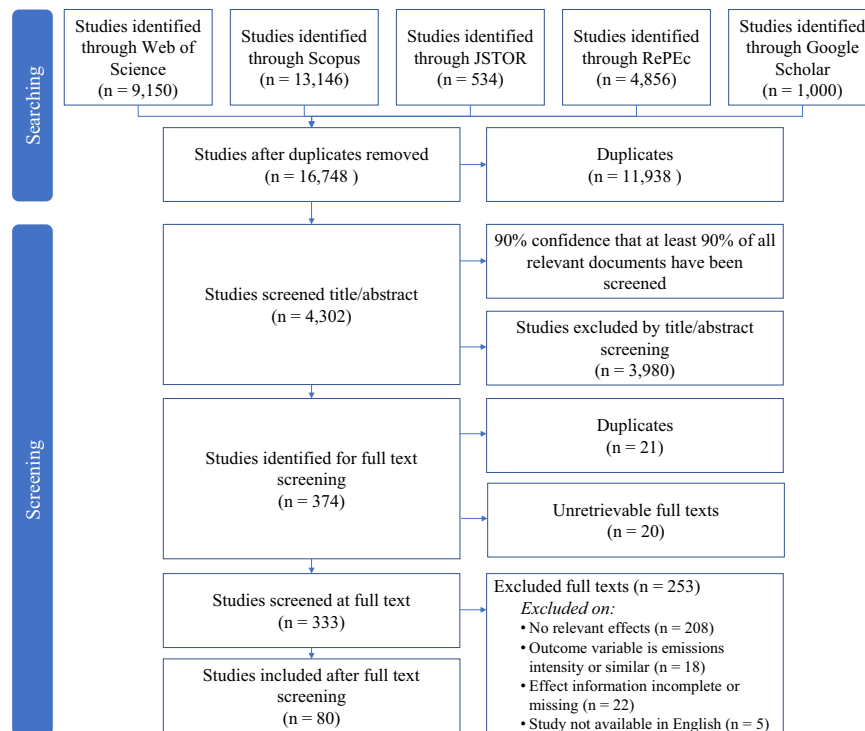 Searching
Studies identified
through Web of
Science
(n = 9,150)
Studies identified
through Scopus
(n = 13,146)
Studies identified
through JSTOR
(n = 534)
Studies identified
through RePEc
(n = 4,856)
Studies identified
through Google
Scholar
(n = 1,000)
Studies after duplicates removed
(n = 16,748 )
Duplicates
(n = 11,938 )
Screening
Studies screened title/abstract
(n = 4,302)
90% confidence that at least 90% of all
relevant documents have been
screened
Studies excluded by title/abstract
screening
(n = 3,980)
Studies identified for full text
screening
(n = 374)
Duplicates
(n = 21)
Unretrievable full texts
(n = 20)
Studies screened at full text
(n = 333)
Excluded full texts (n = 253)
Excluded on:
• No relevant effects (n = 208)
• Outcome variable is emissions
intensity or similar (n = 18)
• Effect information incomplete or
missing (n = 22)
• Study not available in English (n = 5)
Studies included after full text
screening
(n = 80)